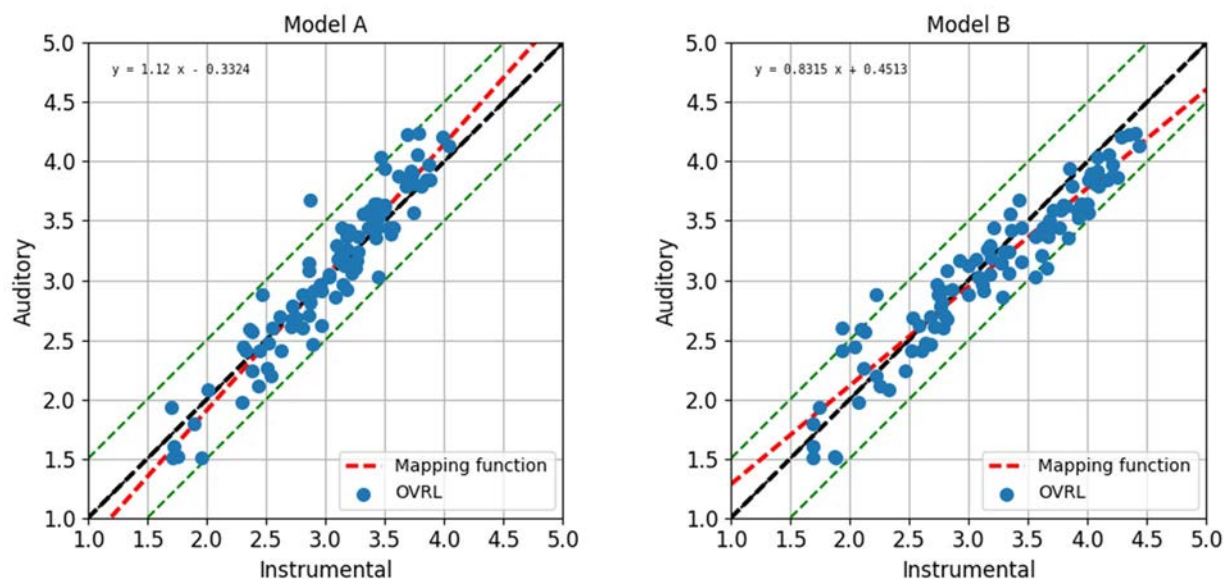 Model A
y = 1.12 x - 0.3324
Auditory
5.0
4.5
4.0
3.5
3.0
2.5
2.0
1.5
1.0
Mapping function
OVRL
1.0 1.5 2.0 2.5 3.0 3.5 4.0 4.5 5.0
Instrumental
Model B
y = 0.8315 x + 0.4513
Auditory
5.0
4.5
4.0
3.5
3.0
2.5
2.0
1.5
1.0
Mapping function
OVRL
1.0 1.5 2.0 2.5 3.0 3.5 4.0 4.5 5.0
Instrumental